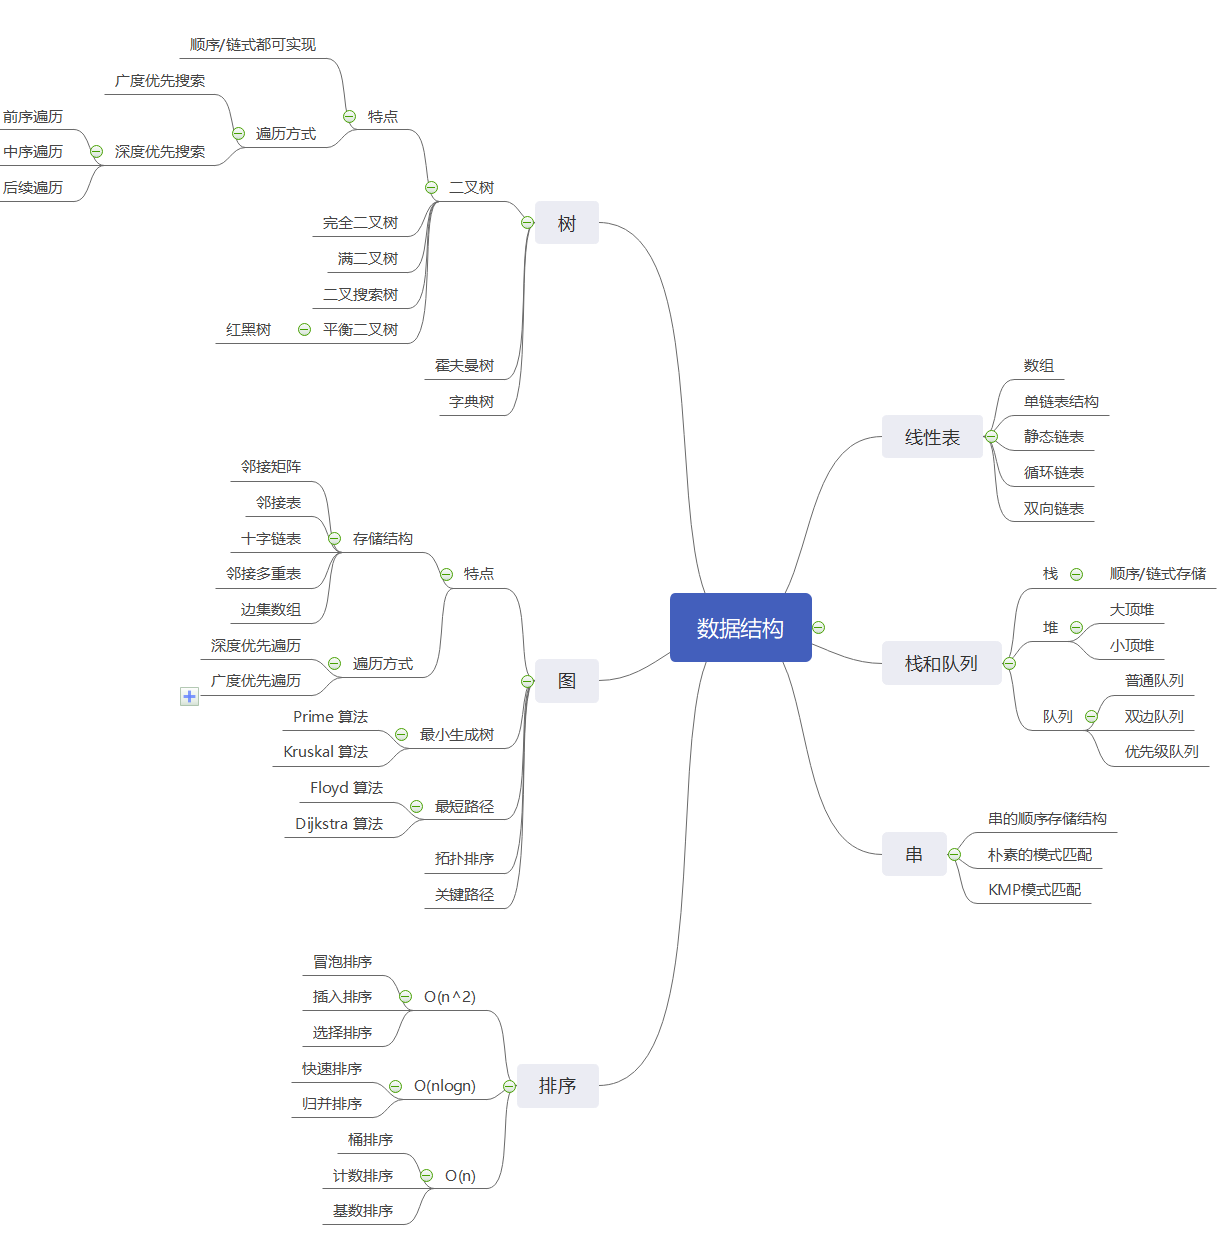 数据结构
树
二叉树
特点
顺序/链式都可实现
遍历方式
广度优先搜索
深度优先搜索
前序遍历
中序遍历
后续遍历
完全二叉树
满二叉树
二叉搜索树
平衡二叉树
红黑树
霍夫曼树
字典树
图
特点
存储结构
邻接矩阵
邻接表
十字链表
邻接多重表
边集数组
遍历方式
深度优先遍历
广度优先遍历
最小生成树
Prime 算法
Kruskal 算法
最短路径
Floyd 算法
Dijkstra 算法
拓扑排序
关键路径
排序
O(n^2)
冒泡排序
插入排序
选择排序
O(nlogn)
快速排序
归并排序
O(n)
桶排序
计数排序
基数排序
线性表
数组
单链表结构
静态链表
循环链表
双向链表
栈和队列
栈
顺序/链式存储
堆
大顶堆
小顶堆
队列
普通队列
双边队列
优先级队列
串
串的顺序存储结构
朴素的模式匹配
KMP模式匹配